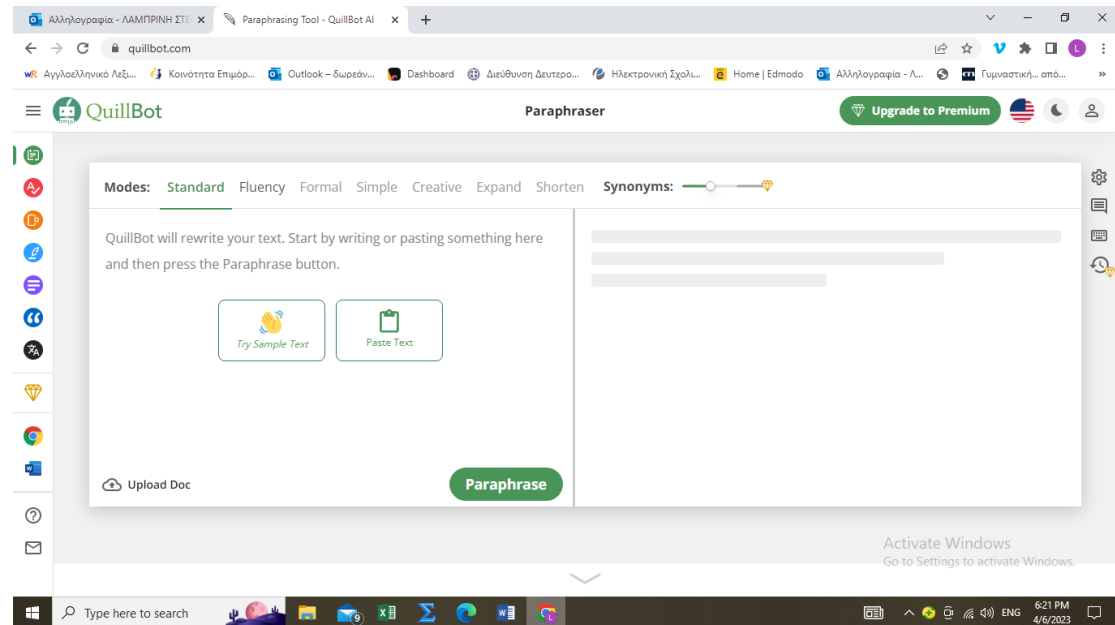 Αλληλογραφία - ΛΑΜΠΡΙΝΗ ΣΤΕ
Paraphrasing Tool - QuillBot AI
quillbot.com
WR Αγγλοελληνικό Λεξι...
Κοινότητα Επιμόρ...
Outlook – δωρεάν...
Dashboard
Διεύθυνση Δευτερο...
Ηλεκτρονική Σχολι...
Home | Edmodo
Αλληλογραφία - Λ...
Γυμναστική... από...
QuillBot
Paraphraser
Upgrade to Premium
Modes: Standard Fluency Formal Simple Creative Expand Shorten Synonyms:
QuillBot will rewrite your text. Start by writing or pasting something here
and then press the Paraphrase button.
Try Sample Text
Paste Text
Upload Doc
Paraphrase
Activate Windows
Go to Settings to activate Windows.
Type here to search
ENG
6:21 PM
4/6/2023